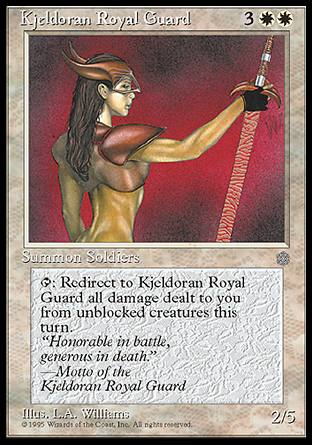 Kjeldoran Royal Guard 3
Summon Soldiers
: Redirect to Kjeldoran Royal
Guard all damage dealt to you
from unblocked creatures this
turn.
“Honorable in battle,
generous in death.”
—Motto of the
Kjeldoran Royal Guard
Illus. L.A. Williams
© 1995 Wizards of the Coast, Inc. All rights reserved.
2/5